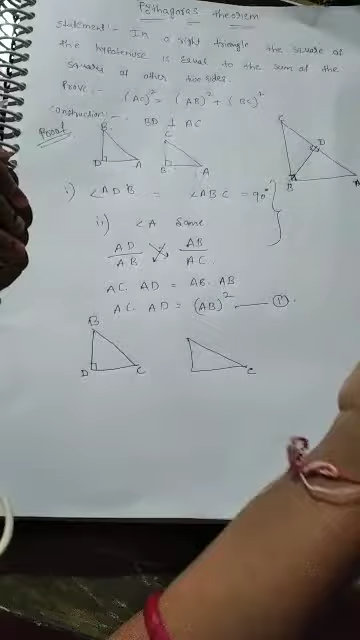 Pythagoras Theorem
Statement:- In a right triangle the square of
the hypotenuse is Equal to the sum of the
Squares of other two sides.
Prove:- (AC)² = (AB)² + (BC)²
Construction:- BD ⊥ AC
Proof
B
D
A
C
B
A
C
D
B
A
i) ∠ADB = ∠ABC = 90°
ii) ∠A Same
AD/AB AB/AC
AC. AD = AB. AB
AC. AD = (AB)² — ①.
B
D
C
C